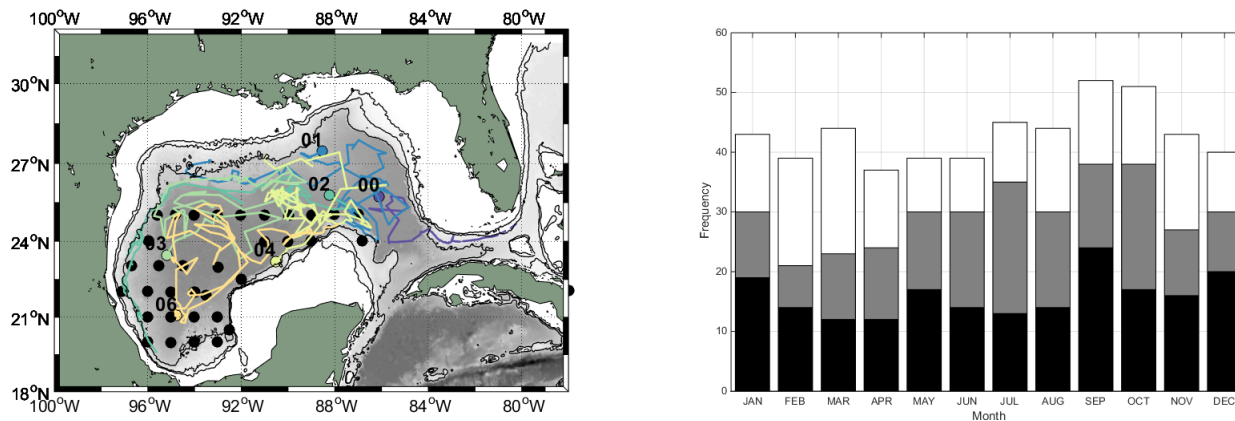 100°W 96°W 92°W 88°W 84°W 80°W
30°N
27°N
24°N
21°N
18°N
01
02
00
03
04
06
100°W 96°W 92°W 88°W 84°W 80°W
60
50
40
30
20
10
0
Frequency
JAN FEB MAR APR MAY JUN JUL AUG SEP OCT NOV DEC
Month